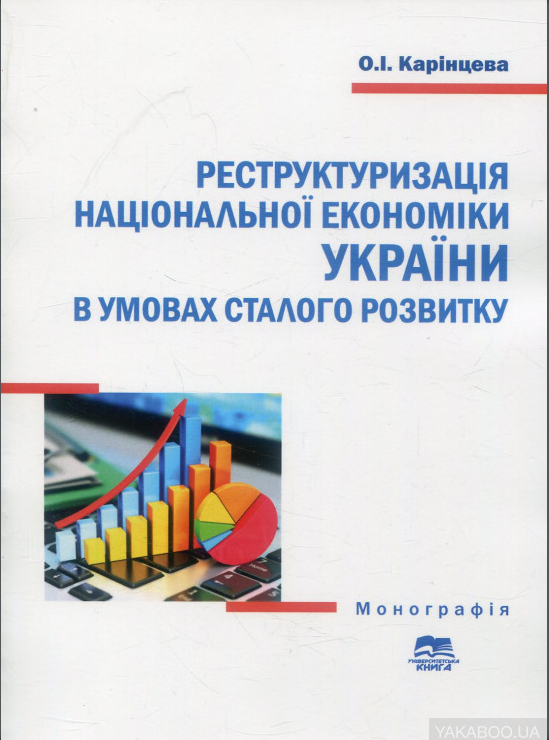 О.І. Карінцева
РЕСТРУКТУРИЗАЦІЯ
НАЦІОНАЛЬНОЇ ЕКОНОМІКИ
УКРАЇНИ
В УМОВАХ СТАЛОГО РОЗВИТКУ
Монографія
УНІВЕРСИТЕТСЬКА
КНИГА
YAKABOO.UA